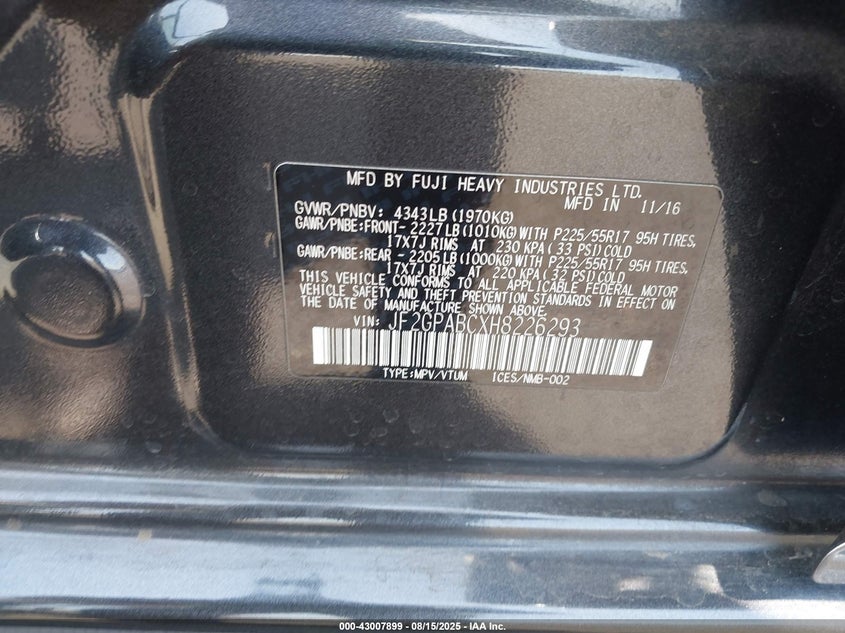 MFD BY FUJI HEAVY INDUSTRIES LTD.
MFD IN 11/16
GVWR/PNBV: 4343LB(1970KG)
GAWR/PNBE:FRONT- 2227LB(1010KG)WITH P225/55R17 95H TIRES,
17X7J RIMS AT 230 KPA(33 PSI)COLD
GAWR/PNBE:REAR - 2205LB(1000KG)WITH P225/55R17 95H TIRES,
17X7J RIMS AT 220 KPA(32 PSI)COLD
THIS VEHICLE CONFORMS TO ALL APPLICABLE FEDERAL MOTOR
VEHICLE SAFETY AND THEFT PREVENTION STANDARDS IN EFFECT ON
THE DATE OF MANUFACTURE SHOWN ABOVE.
VIN: JF2GPABCXH8226293
TYPE:MPV/VTUM ICES/NMB-002
000-43007899 - 08/15/2025 - IAA Inc.